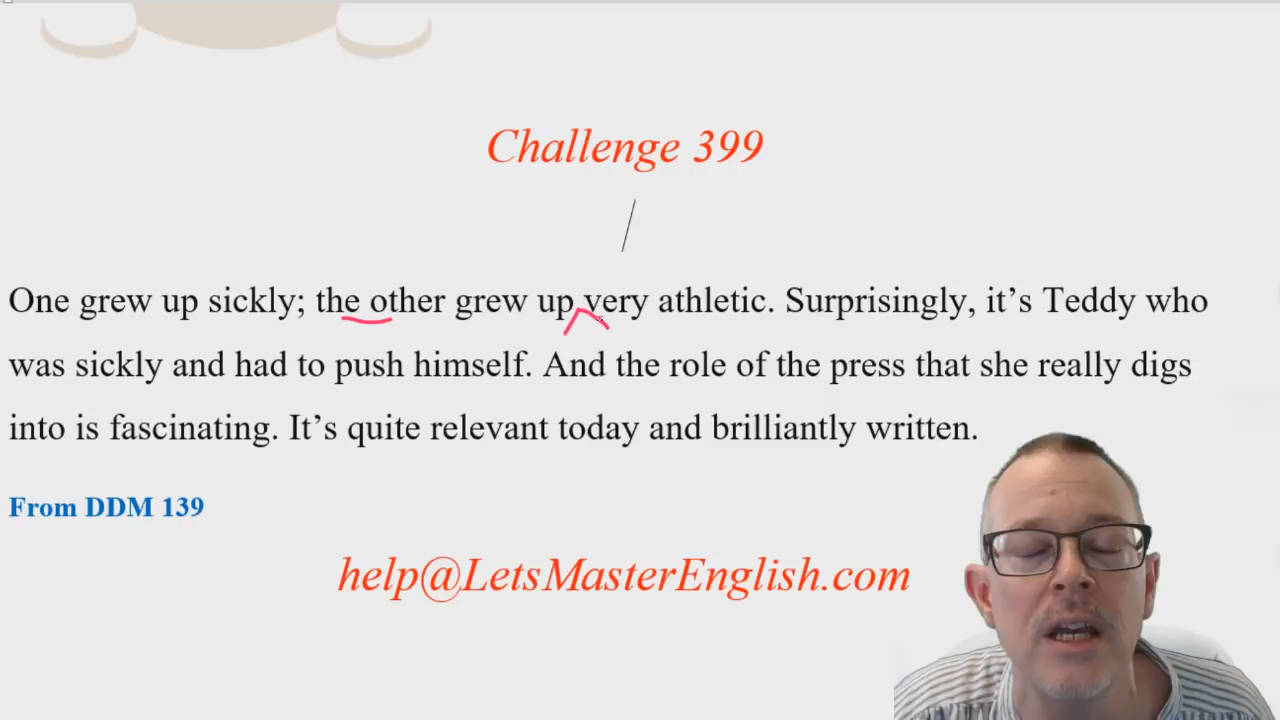 Challenge 399
One grew up sickly; the other grew up very athletic. Surprisingly, it’s Teddy who
was sickly and had to push himself. And the role of the press that she really digs
into is fascinating. It’s quite relevant today and brilliantly written.
From DDM 139
help@LetsMasterEnglish.com